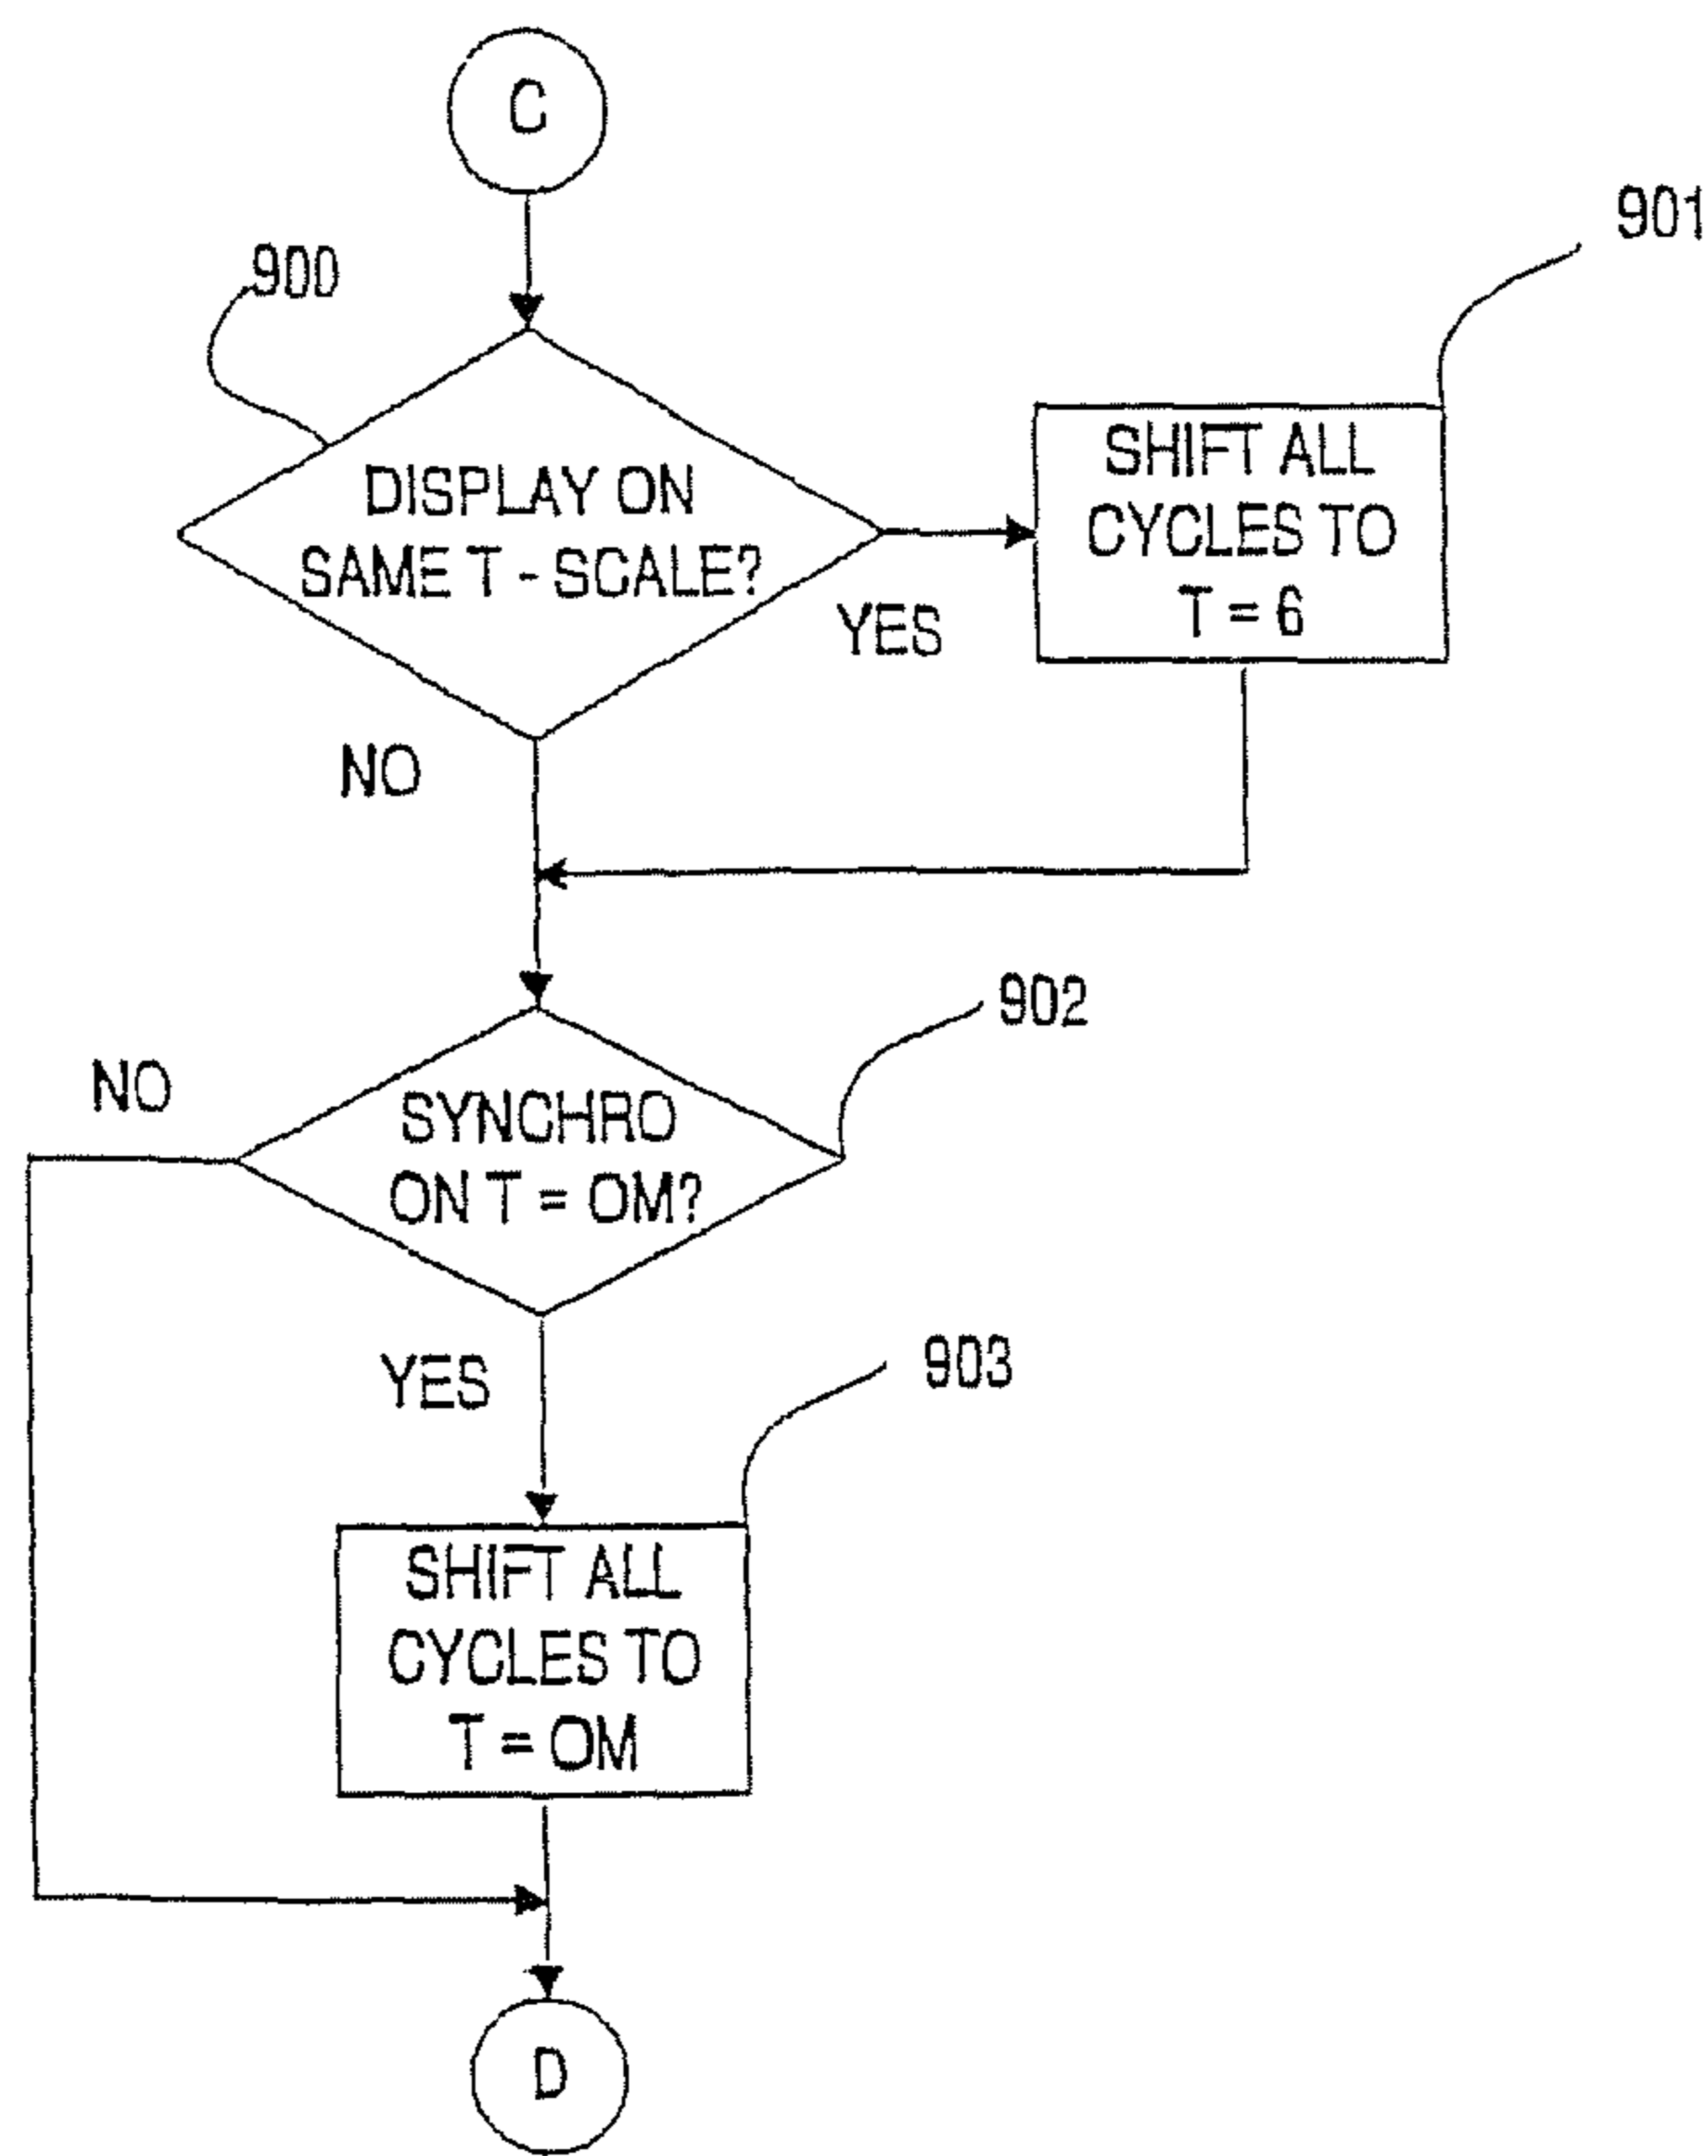 C
900
901
DISPLAY ON
SAME T - SCALE?
SHIFT ALL
CYCLES TO
T = 6
YES
NO
902
NO
SYNCHRO
ON T = OM?
YES
903
SHIFT ALL
CYCLES TO
T = OM
D